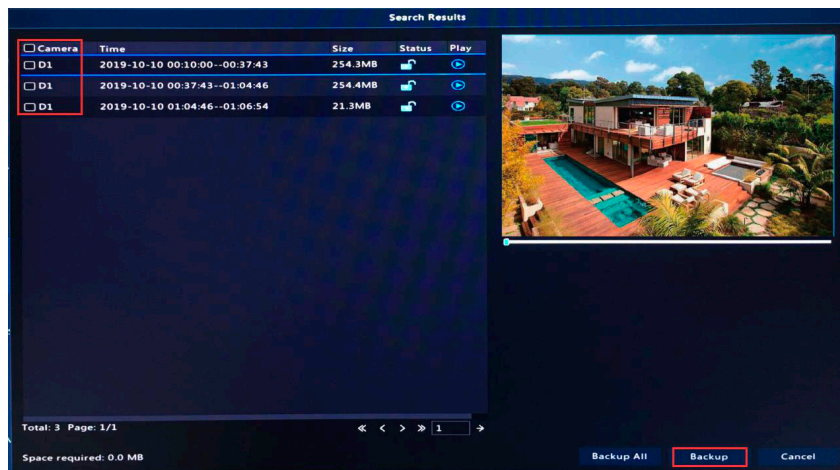 Search Results
Camera Time Size Status Play
D1 2019-10-10 00:10:00--00:37:43 254.3MB
D1 2019-10-10 00:37:43--01:04:46 254.4MB
D1 2019-10-10 01:04:46--01:06:54 21.3MB
Total: 3 Page: 1/1 1
Space required: 0.0 MB Backup All Backup Cancel